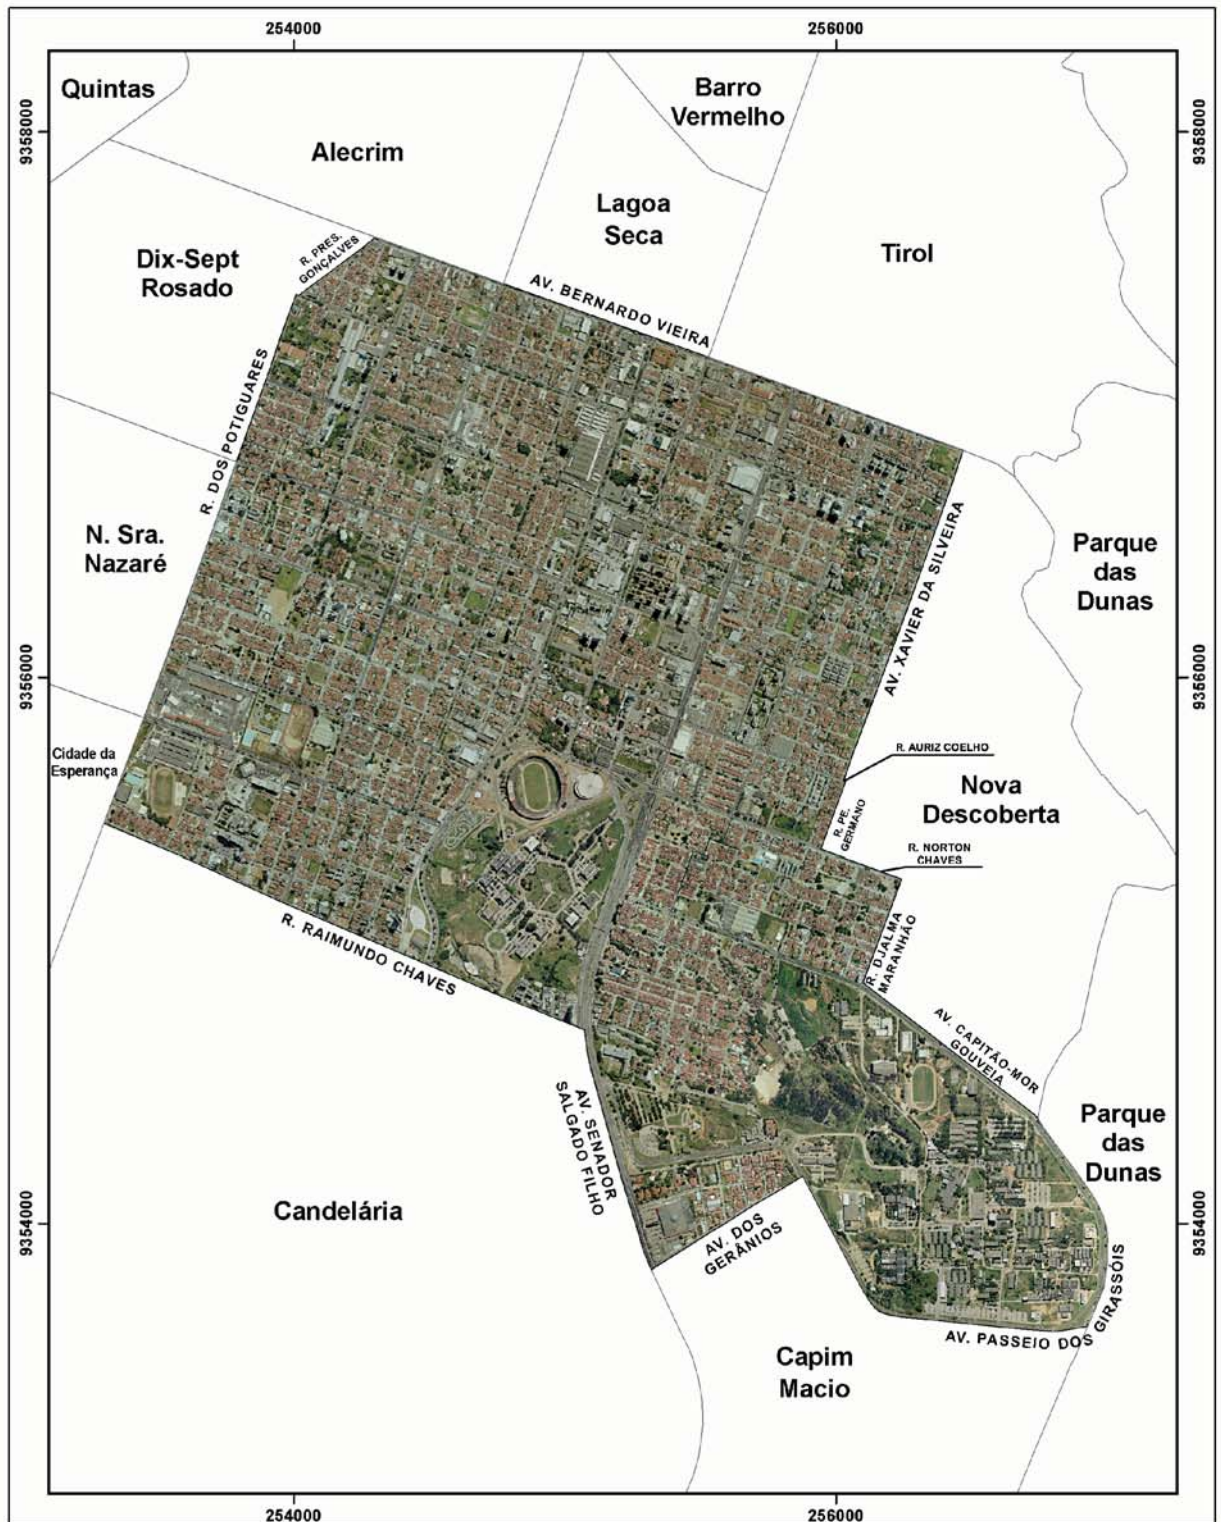 254000
256000
Quintas
Barro
Vermelho
9358000
9358000
Alecrim
Lagoa
Seca
Tirol
Dix-Sept
Rosado
R. PRES.
GONÇALVES
AV. BERNARDO VIEIRA
R. DOS POTIGUARES
AV. XAVIER DA SILVEIRA
N. Sra.
Nazaré
Parque
das
Dunas
9356000
9356000
Cidade da
Esperança
R. AURIZ COELHO
Nova
Descoberta
R. PE.
GERMANO
R. NORTON
CHAVES
R. RAIMUNDO CHAVES
R. DJALMA
MARANHÃO
AV. CAPITÃO-MOR
GOUVEIA
AV. SENADOR
SALGADO FILHO
Parque
das
Dunas
Candelária
9354000
9354000
AV. DOS
GERÂNIOS
AV. PASSEIO DOS GIRASSÓIS
Capim
Macio
254000
256000